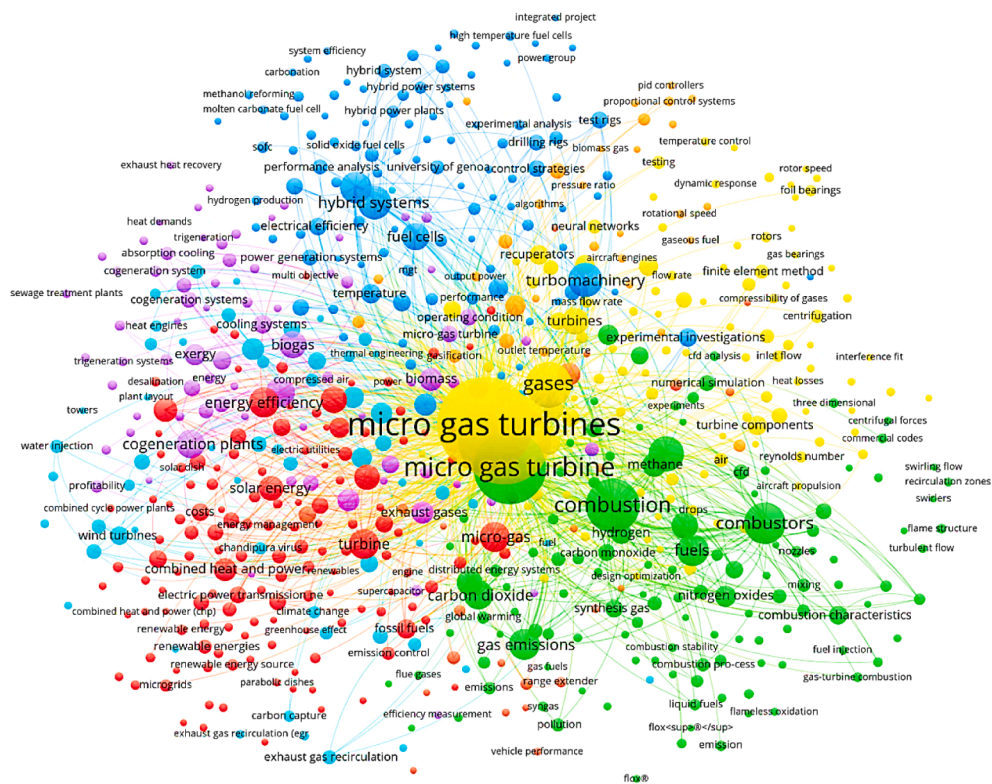 integrated project
high temperature fuel cells
system efficiency
power group
carbonation
hybrid system
pid controllers
methanol reforming
hybrid power systems
proportional control systems
molten carbonate fuel cell
hybrid power plants
experimental analysis
test rigs
sofc
solid oxide fuel cells
drilling rigs
biomass gas
temperature control
exhaust heat recovery
performance analysis
university of genoa
control strategies
testing
rotor speed
pressure ratio
dynamic response
foil bearings
hydrogen production
hybrid systems
algorithms
rotational speed
heat demands
electrical efficiency
fuel cells
neural networks
trigeneration
rotors
absorption cooling
power generation systems
recuperators
aircraft engines
gaseous fuel
gas bearings
cogeneration system
multi objective
mgt
output power
turbomachinery
flow rate
finite element method
sewage treatment plants
cogeneration systems
temperature
performance
mass flow rate
compressibility of gases
heat engines
cooling systems
operating condition
turbines
centrifugation
biogas
micro-gas turbine
experimental investigations
trigeneration systems
exergy
thermal engineering
gasification
outlet temperature
cfd analysis
inlet flow
interference fit
desalination
energy
compressed air
power
biomass
gases
numerical simulation
heat losses
plant layout
towers
energy efficiency
experiments
three dimensional
micro gas turbines
turbine components
centrifugal forces
water injection
cogeneration plants
electric utilities
commercial codes
solar dish
micro gas turbine
methane
air
cfd
reynolds number
swirling flow
profitability
solar energy
aircraft propulsion
recirculation zones
combined cycle power plants
costs
exhaust gases
combustion
drops
swirlers
energy management
combustors
wind turbines
chandipura virus
turbine
micro-gas
fuel
hydrogen
flame structure
carbon monoxide
fuels
nozzles
turbulent flow
combined heat and power
renewables
engine
distributed energy systems
design optimization
mixing
electric power transmission ne
supercapacitor
carbon dioxide
nitrogen oxides
combined heat and power (chp)
climate change
global warming
synthesis gas
combustion characteristics
renewable energy
greenhouse effect
fossil fuels
renewable energies
emission control
gas emissions
combustion stability
fuel injection
renewable energy source
flue gases
gas fuels
combustion pro-cess
gas-turbine combustion
microgrids
parabolic dishes
emissions
range extender
carbon capture
efficiency measurement
syngas
liquid fuels
flameless oxidation
exhaust gas recirculation (egr
pollution
flox<sup>®</sup>
emission
exhaust gas recirculation
vehicle performance
flox®